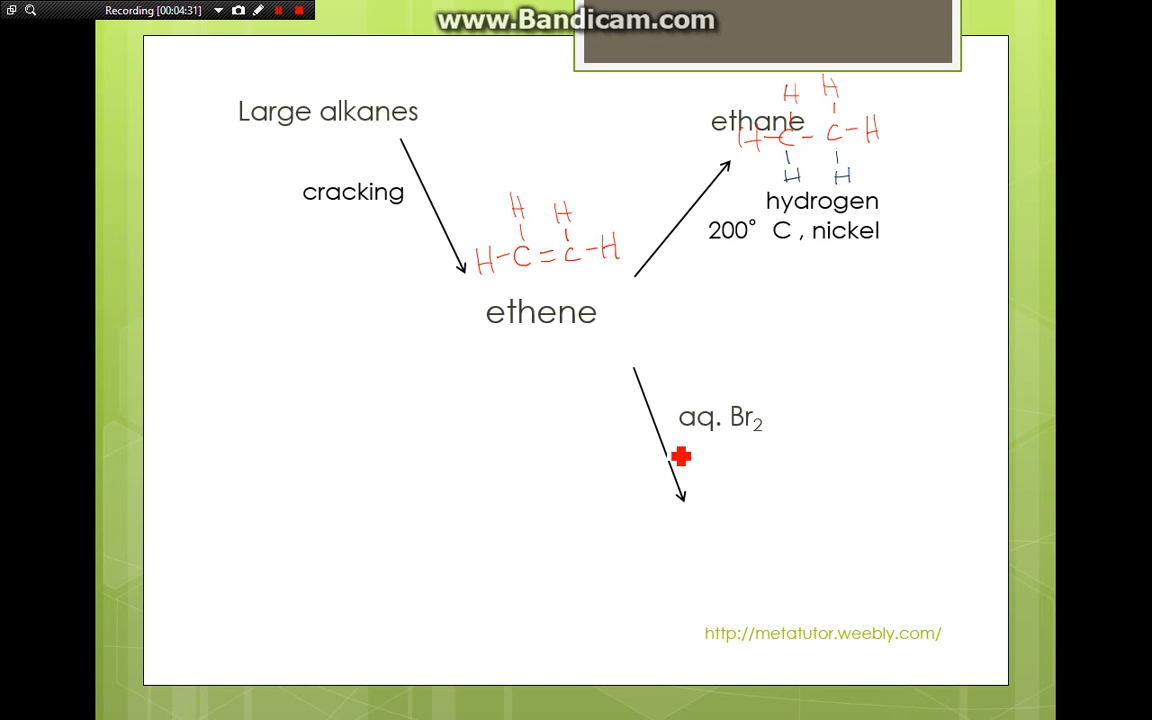 Recording [00:04:31]
www.Bandicam.com
Large alkanes
cracking
H H
H-C=C-H
ethene
ethane
H H
H-C-C-H
H H
hydrogen
200° C , nickel
aq. Br₂
http://metatutor.weebly.com/